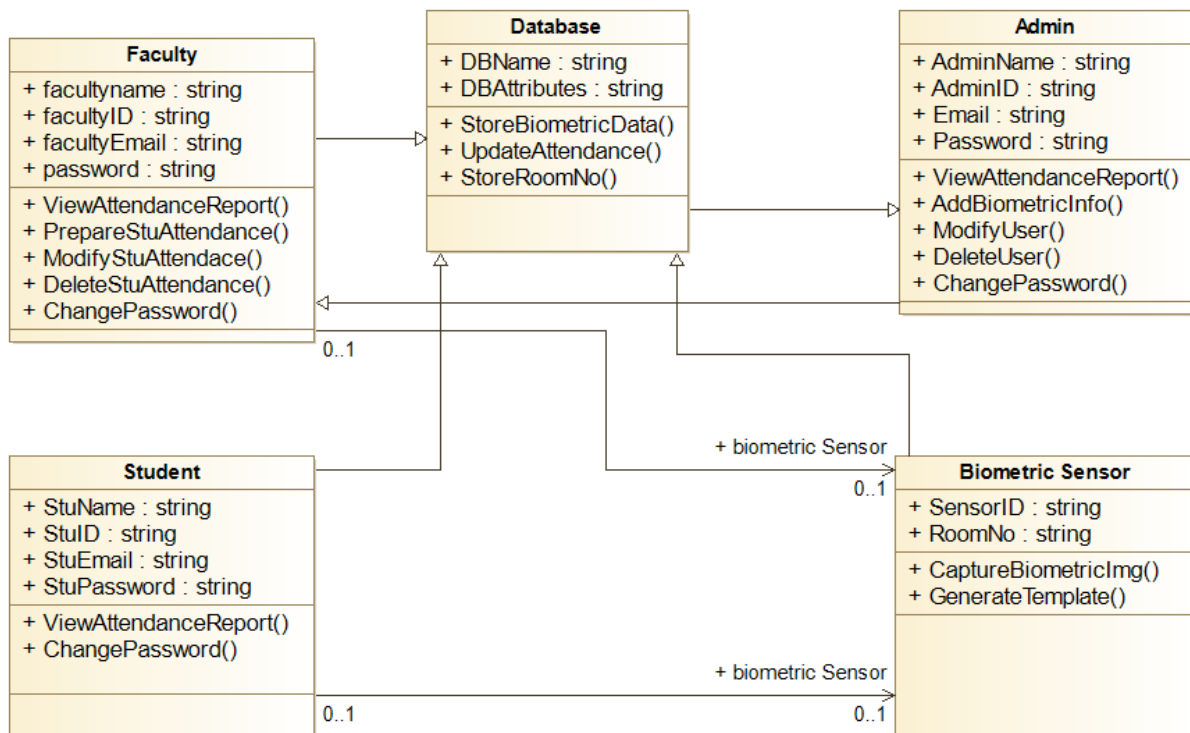 Faculty
+ facultyname : string
+ facultyID : string
+ facultyEmail : string
+ password : string
+ ViewAttendanceReport()
+ PrepareStuAttendance()
+ ModifyStuAttendace()
+ DeleteStuAttendance()
+ ChangePassword()
Database
+ DBName : string
+ DBAttributes : string
+ StoreBiometricData()
+ UpdateAttendance()
+ StoreRoomNo()
Admin
+ AdminName : string
+ AdminID : string
+ Email : string
+ Password : string
+ ViewAttendanceReport()
+ AddBiometricInfo()
+ ModifyUser()
+ DeleteUser()
+ ChangePassword()
0..1
+ biometric Sensor
0..1
Student
+ StuName : string
+ StuID : string
+ StuEmail : string
+ StuPassword : string
+ ViewAttendanceReport()
+ ChangePassword()
Biometric Sensor
+ SensorID : string
+ RoomNo : string
+ CaptureBiometricImg()
+ GenerateTemplate()
+ biometric Sensor
0..1
0..1